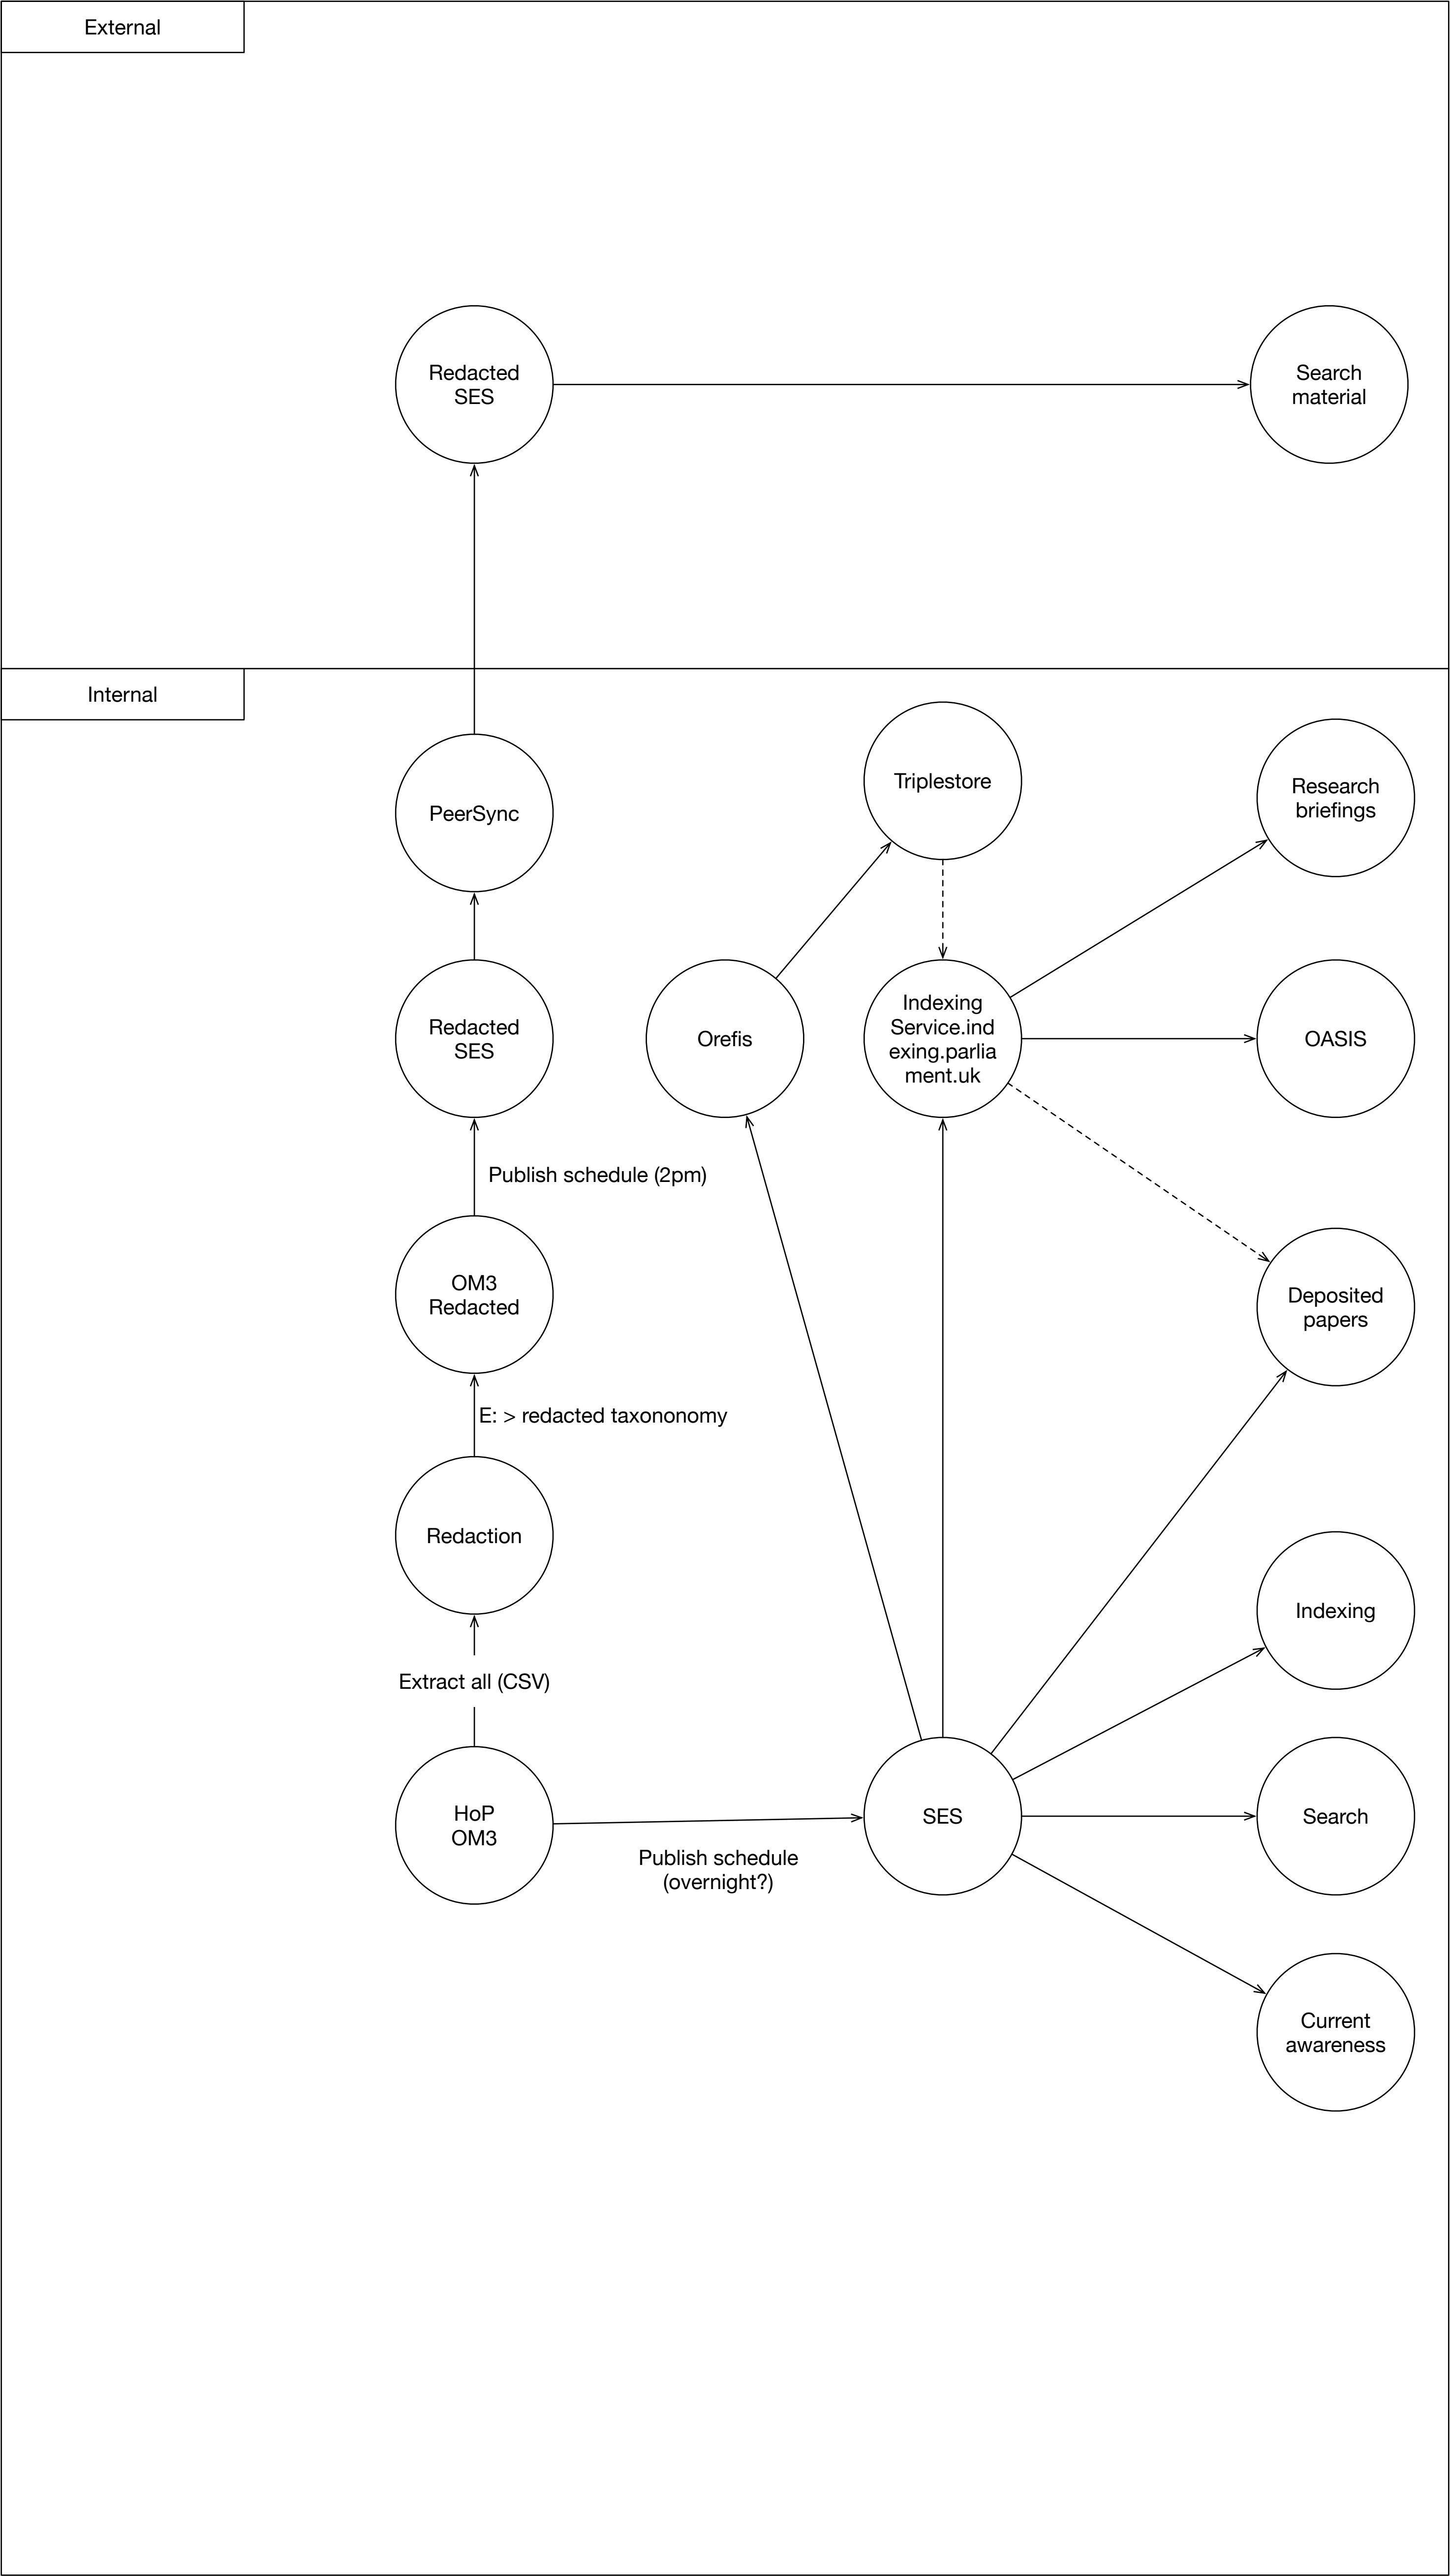 External
Redacted
SES
Search
material
Internal
Triplestore
Research
briefings
PeerSync
Redacted
SES
Orefis
Indexing
Service.ind
exing.parlia
ment.uk
OASIS
Publish schedule (2pm)
OM3
Redacted
Deposited
papers
E: > redacted taxononomy
Redaction
Indexing
Extract all (CSV)
HoP
OM3
SES
Search
Publish schedule
(overnight?)
Current
awareness